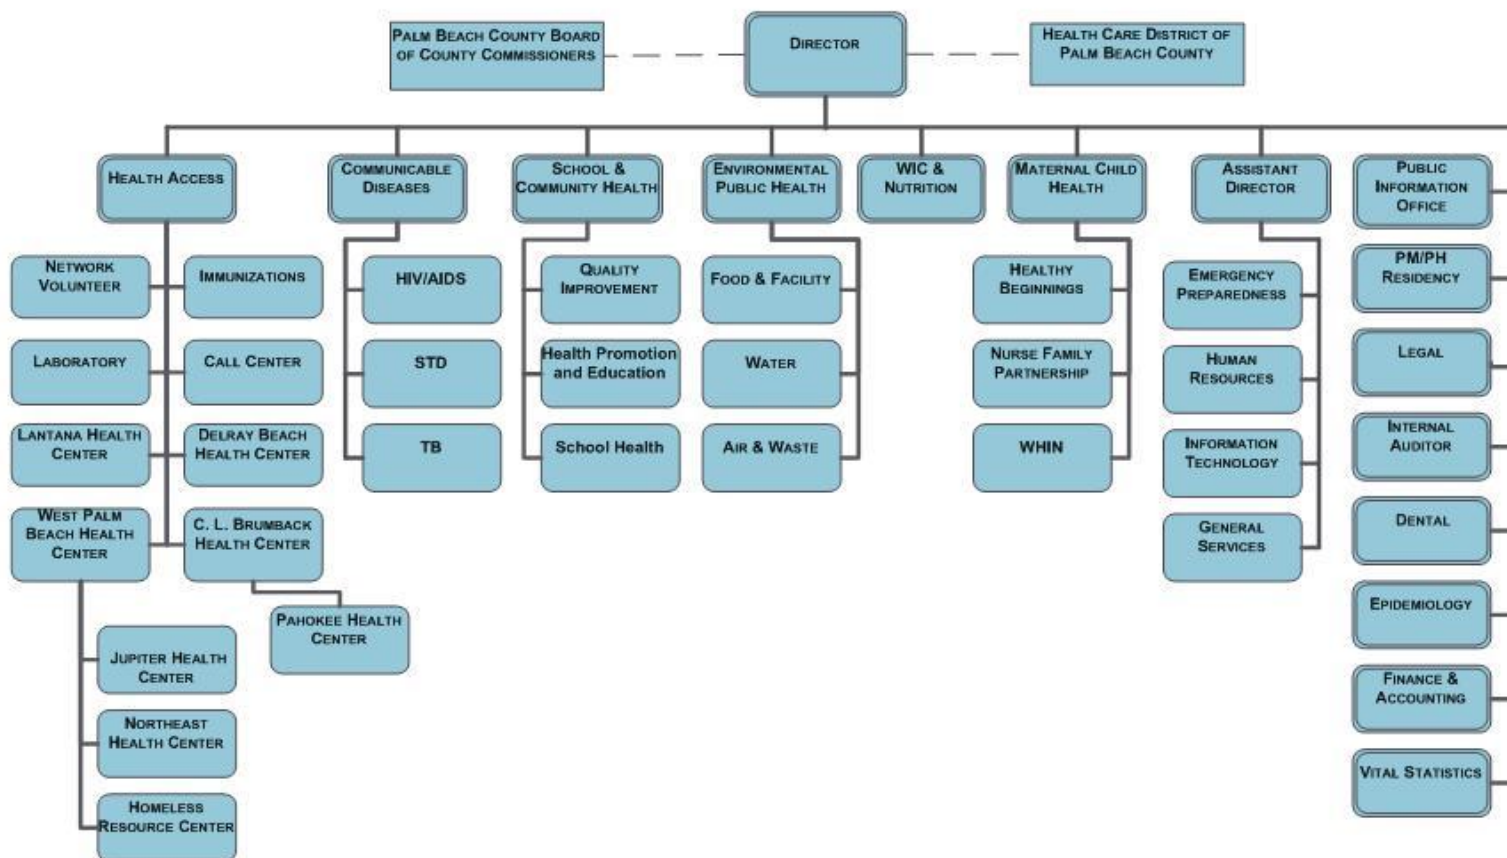 PALM BEACH COUNTY BOARD
OF COUNTY COMMISSIONERS
DIRECTOR
HEALTH CARE DISTRICT OF
PALM BEACH COUNTY
HEALTH ACCESS
COMMUNICABLE
DISEASES
SCHOOL &
COMMUNITY HEALTH
ENVIRONMENTAL
PUBLIC HEALTH
WIC &
NUTRITION
MATERNAL CHILD
HEALTH
ASSISTANT
DIRECTOR
PUBLIC
INFORMATION
OFFICE
NETWORK
VOLUNTEER
IMMUNIZATIONS
HIV/AIDS
QUALITY
IMPROVEMENT
FOOD & FACILITY
HEALTHY
BEGINNINGS
EMERGENCY
PREPAREDNESS
PM/PH
RESIDENCY
LABORATORY
CALL CENTER
STD
Health Promotion
and Education
WATER
NURSE FAMILY
PARTNERSHIP
HUMAN
RESOURCES
LEGAL
LANTANA HEALTH
CENTER
DELRAY BEACH
HEALTH CENTER
TB
School Health
AIR & WASTE
WHIN
INFORMATION
TECHNOLOGY
INTERNAL
AUDITOR
WEST PALM
BEACH HEALTH
CENTER
C. L. BRUMBACK
HEALTH CENTER
GENERAL
SERVICES
DENTAL
PAHOKEE HEALTH
CENTER
EPIDEMIOLOGY
JUPITER HEALTH
CENTER
FINANCE &
ACCOUNTING
NORTHEAST
HEALTH CENTER
VITAL STATISTICS
HOMELESS
RESOURCE CENTER